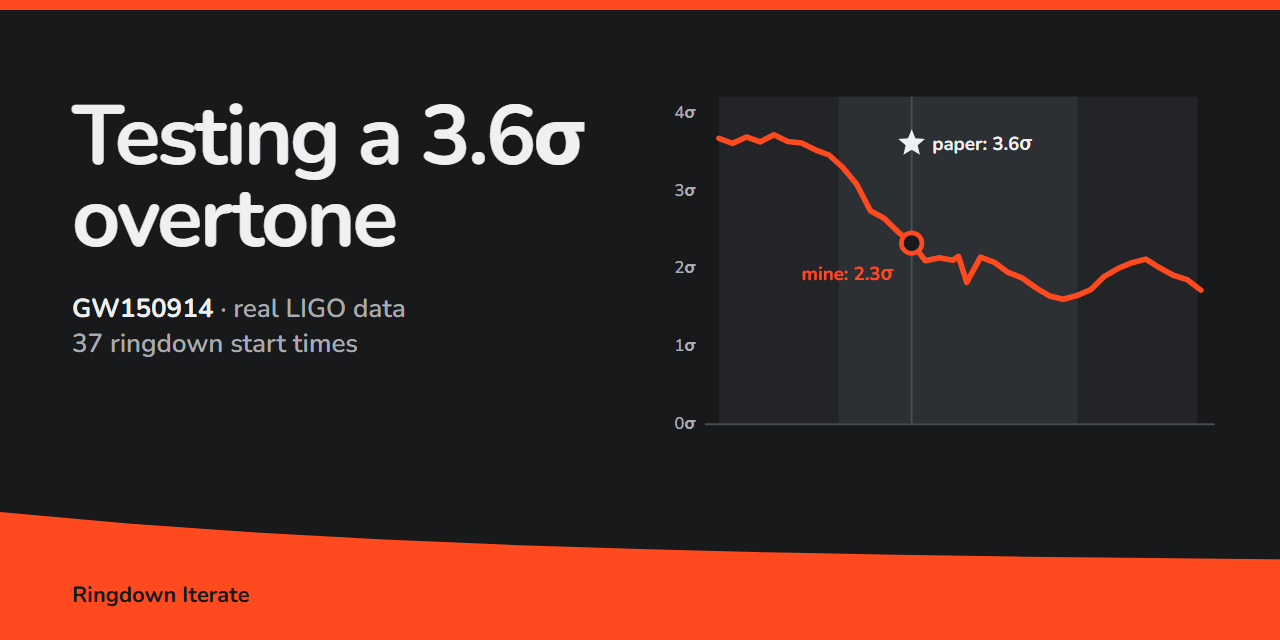 Testing a 3.6σ
overtone
GW150914 · real LIGO data
37 ringdown start times
4σ
3σ
2σ
1σ
0σ
paper: 3.6σ
mine: 2.3σ
Ringdown Iterate